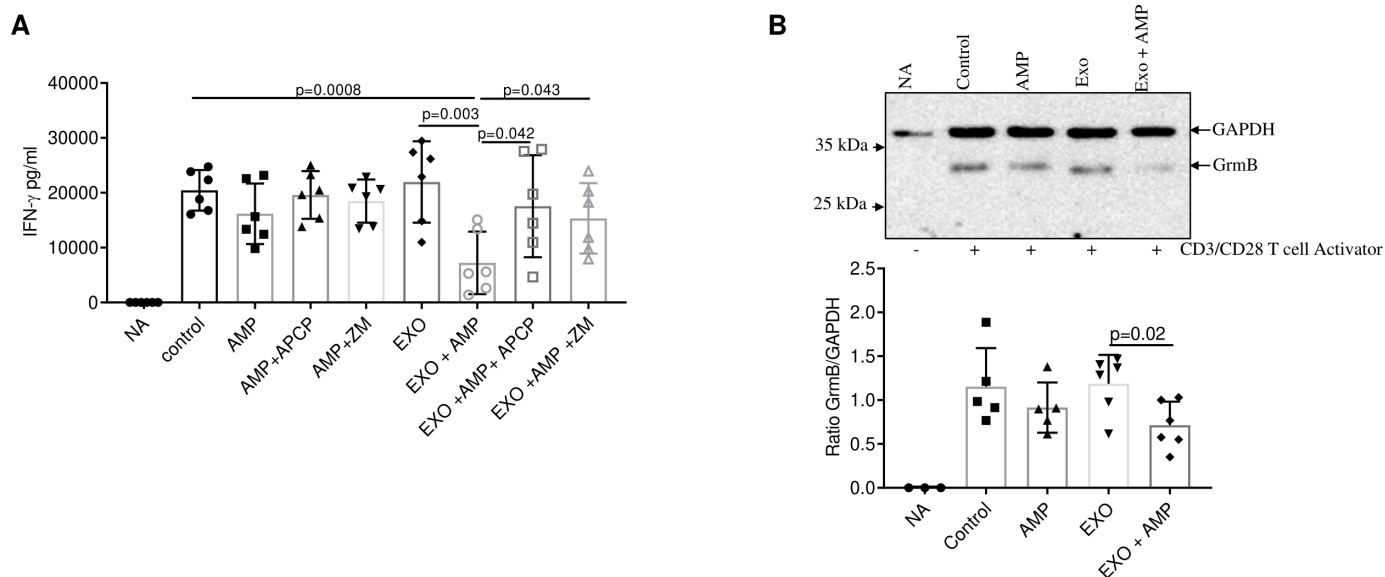 A
IFN-γ pg/ml
40000
30000
20000
10000
0
p=0.0008
p=0.043
p=0.003
p=0.042
NA
control
AMP
AMP+APCP
AMP+ZM
EXO
EXO + AMP
EXO +AMP+ APCP
EXO +AMP +ZM
B
NA
Control
AMP
Exo
Exo + AMP
35 kDa
25 kDa
GAPDH
GrmB
- + + + + CD3/CD28 T cell Activator
Ratio GrmB/GAPDH
2.5
2.0
1.5
1.0
0.5
0.0
p=0.02
NA
Control
AMP
EXO
EXO + AMP